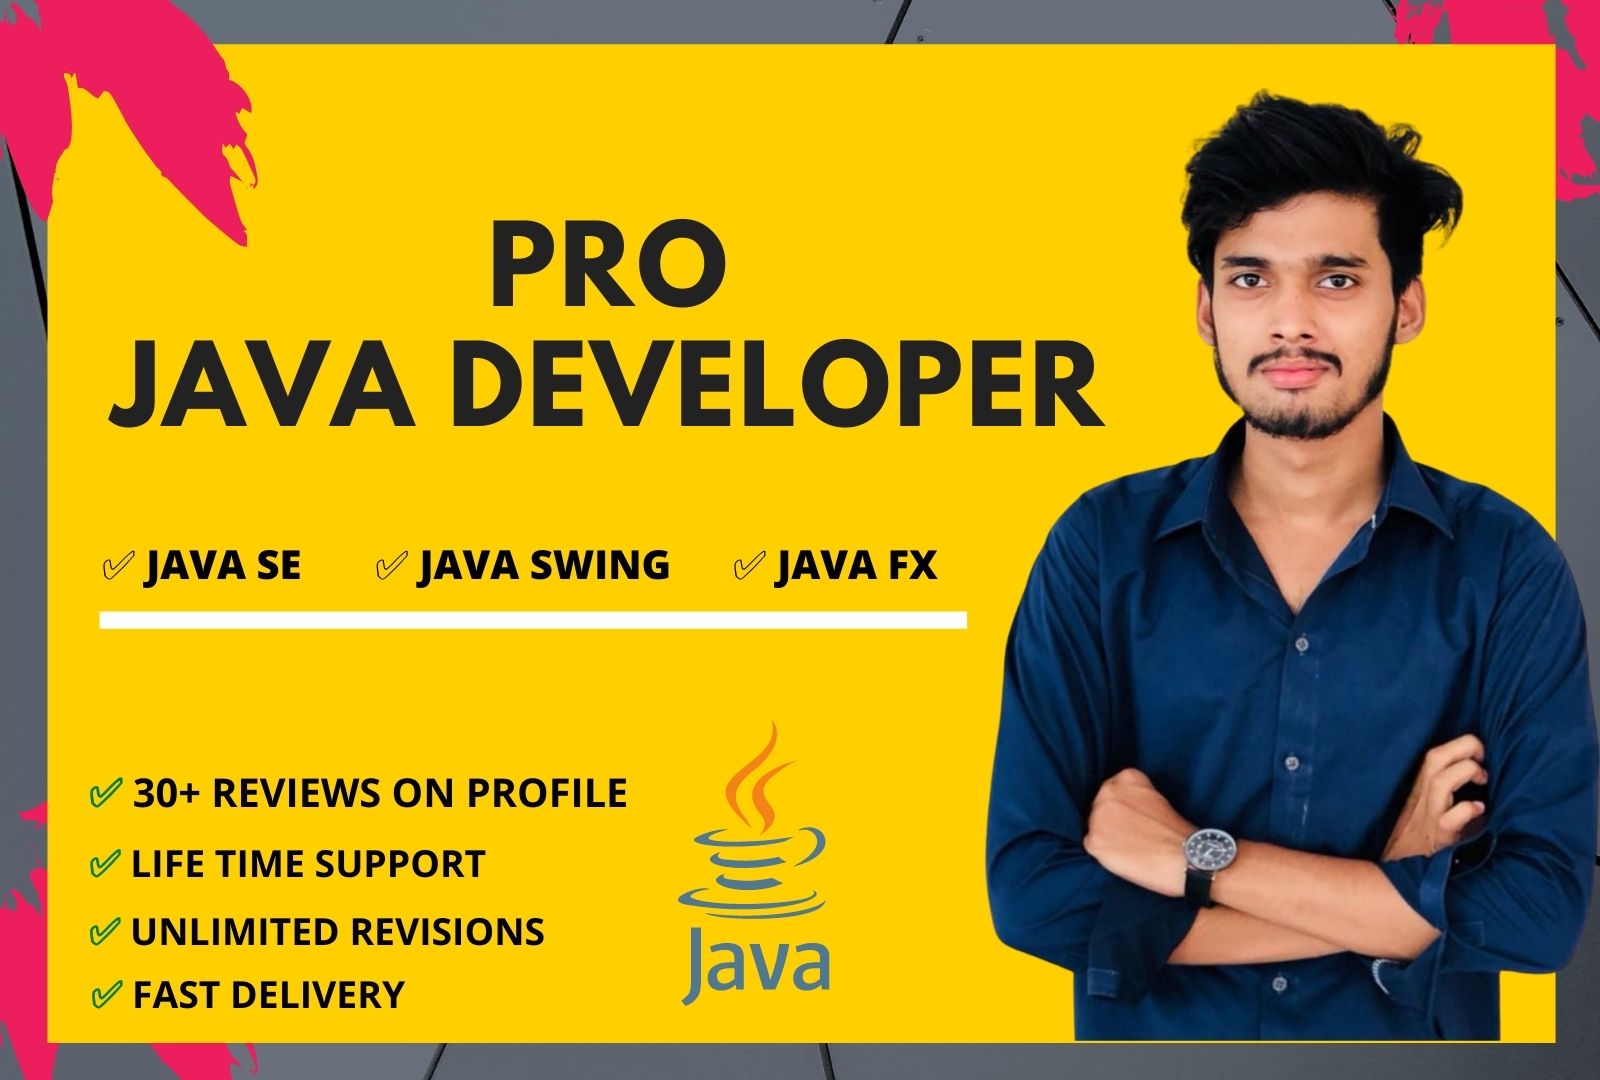 PRO
JAVA DEVELOPER
✅ JAVA SE ✅ JAVA SWING ✅ JAVA FX
✅ 30+ REVIEWS ON PROFILE
✅ LIFE TIME SUPPORT
✅ UNLIMITED REVISIONS
✅ FAST DELIVERY
Java